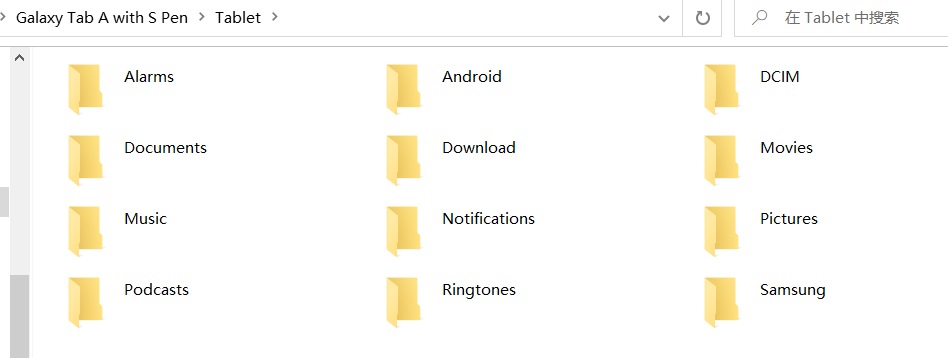 Galaxy Tab A with S Pen > Tablet >
在 Tablet 中搜索
Alarms Android DCIM
Documents Download Movies
Music Notifications Pictures
Podcasts Ringtones Samsung